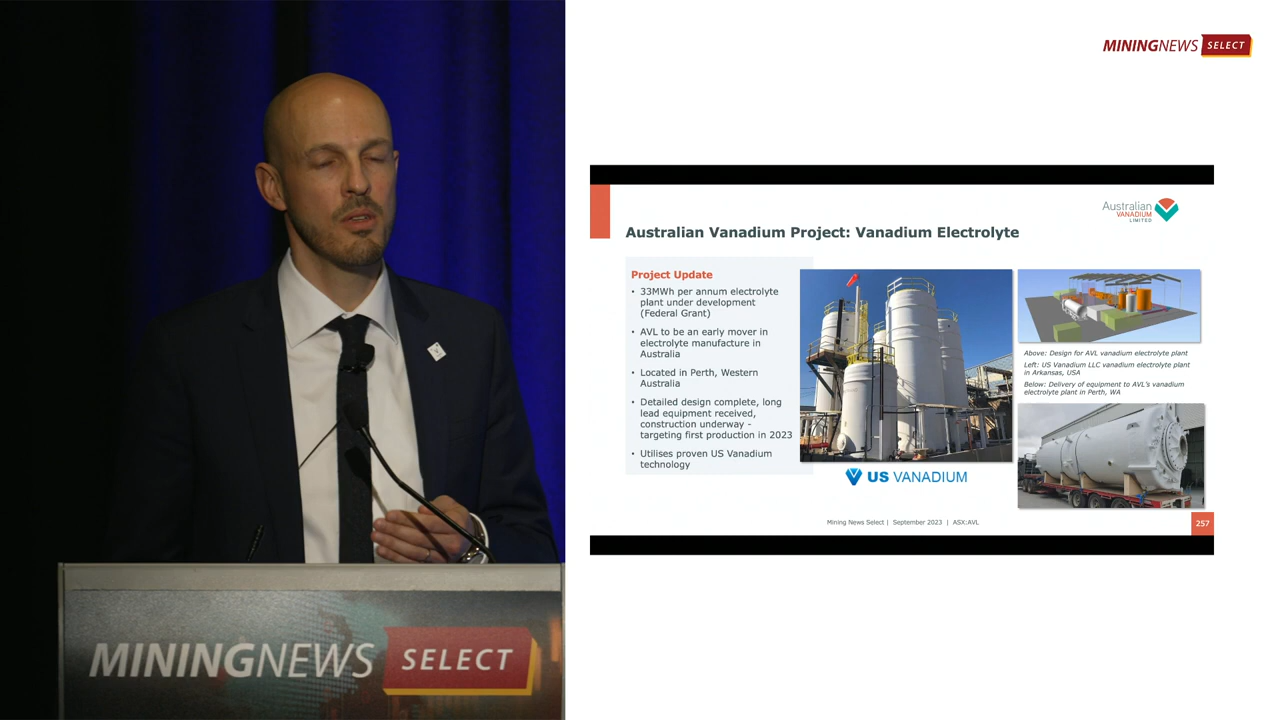 MININGNEWS SELECT
Australian
VANADIUM
LIMITED
Australian Vanadium Project: Vanadium Electrolyte
Project Update
• 33MWh per annum electrolyte
plant under development
(Federal Grant)
• AVL to be an early mover in
electrolyte manufacture in
Australia
• Located in Perth, Western
Australia
• Detailed design complete, long
lead equipment received,
construction underway -
targeting first production in 2023
• Utilises proven US Vanadium
technology
US VANADIUM
Above: Design for AVL vanadium electrolyte plant
Left: US Vanadium LLC vanadium electrolyte plant
in Arkansas, USA
Below: Delivery of equipment to AVL's vanadium
electrolyte plant in Perth, WA
Mining News Select | September 2023 | ASX:AVL
257
MININGNEWS SELECT